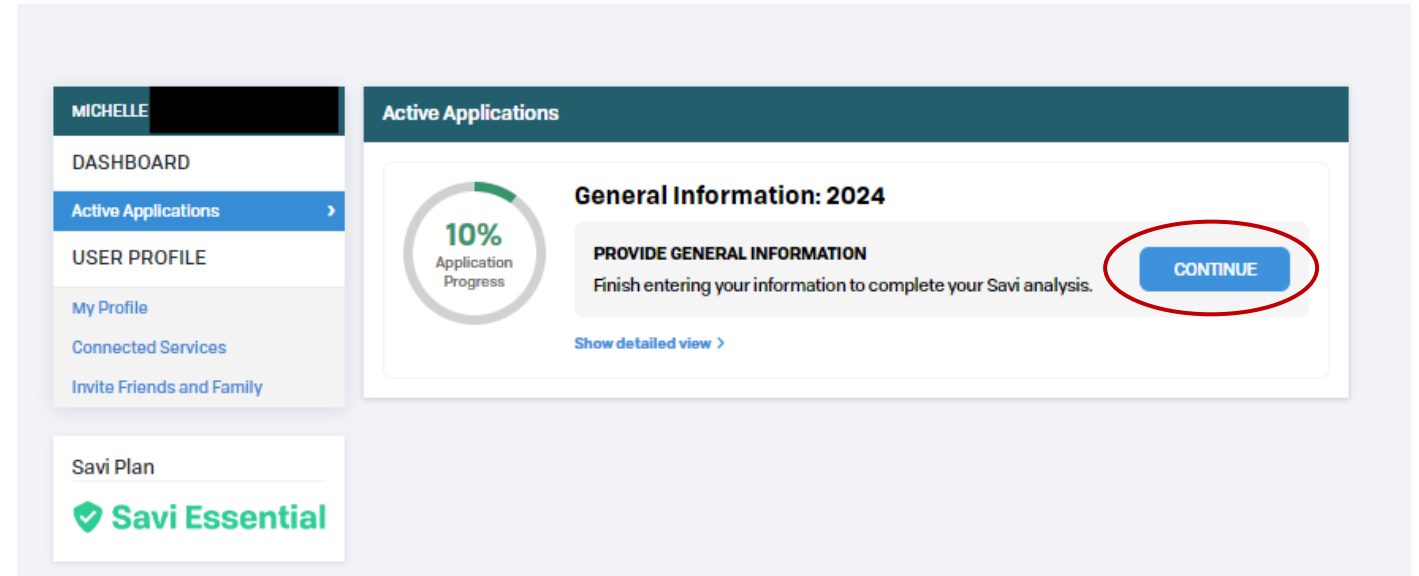 MICHELLE
DASHBOARD
Active Applications
USER PROFILE
My Profile
Connected Services
Invite Friends and Family
Savi Plan
Savi Essential
Active Applications
10%
Application
Progress
General Information: 2024
PROVIDE GENERAL INFORMATION
Finish entering your information to complete your Savi analysis.
CONTINUE
Show detailed view